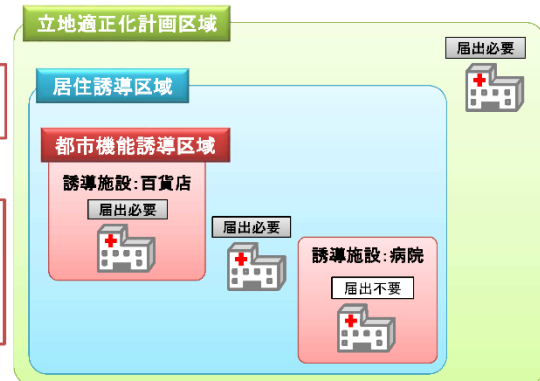 立地適正化計画区域
届出必要
居住誘導区域
都市機能誘導区域
誘導施設:百貨店
届出必要
届出必要
誘導施設:病院
届出不要